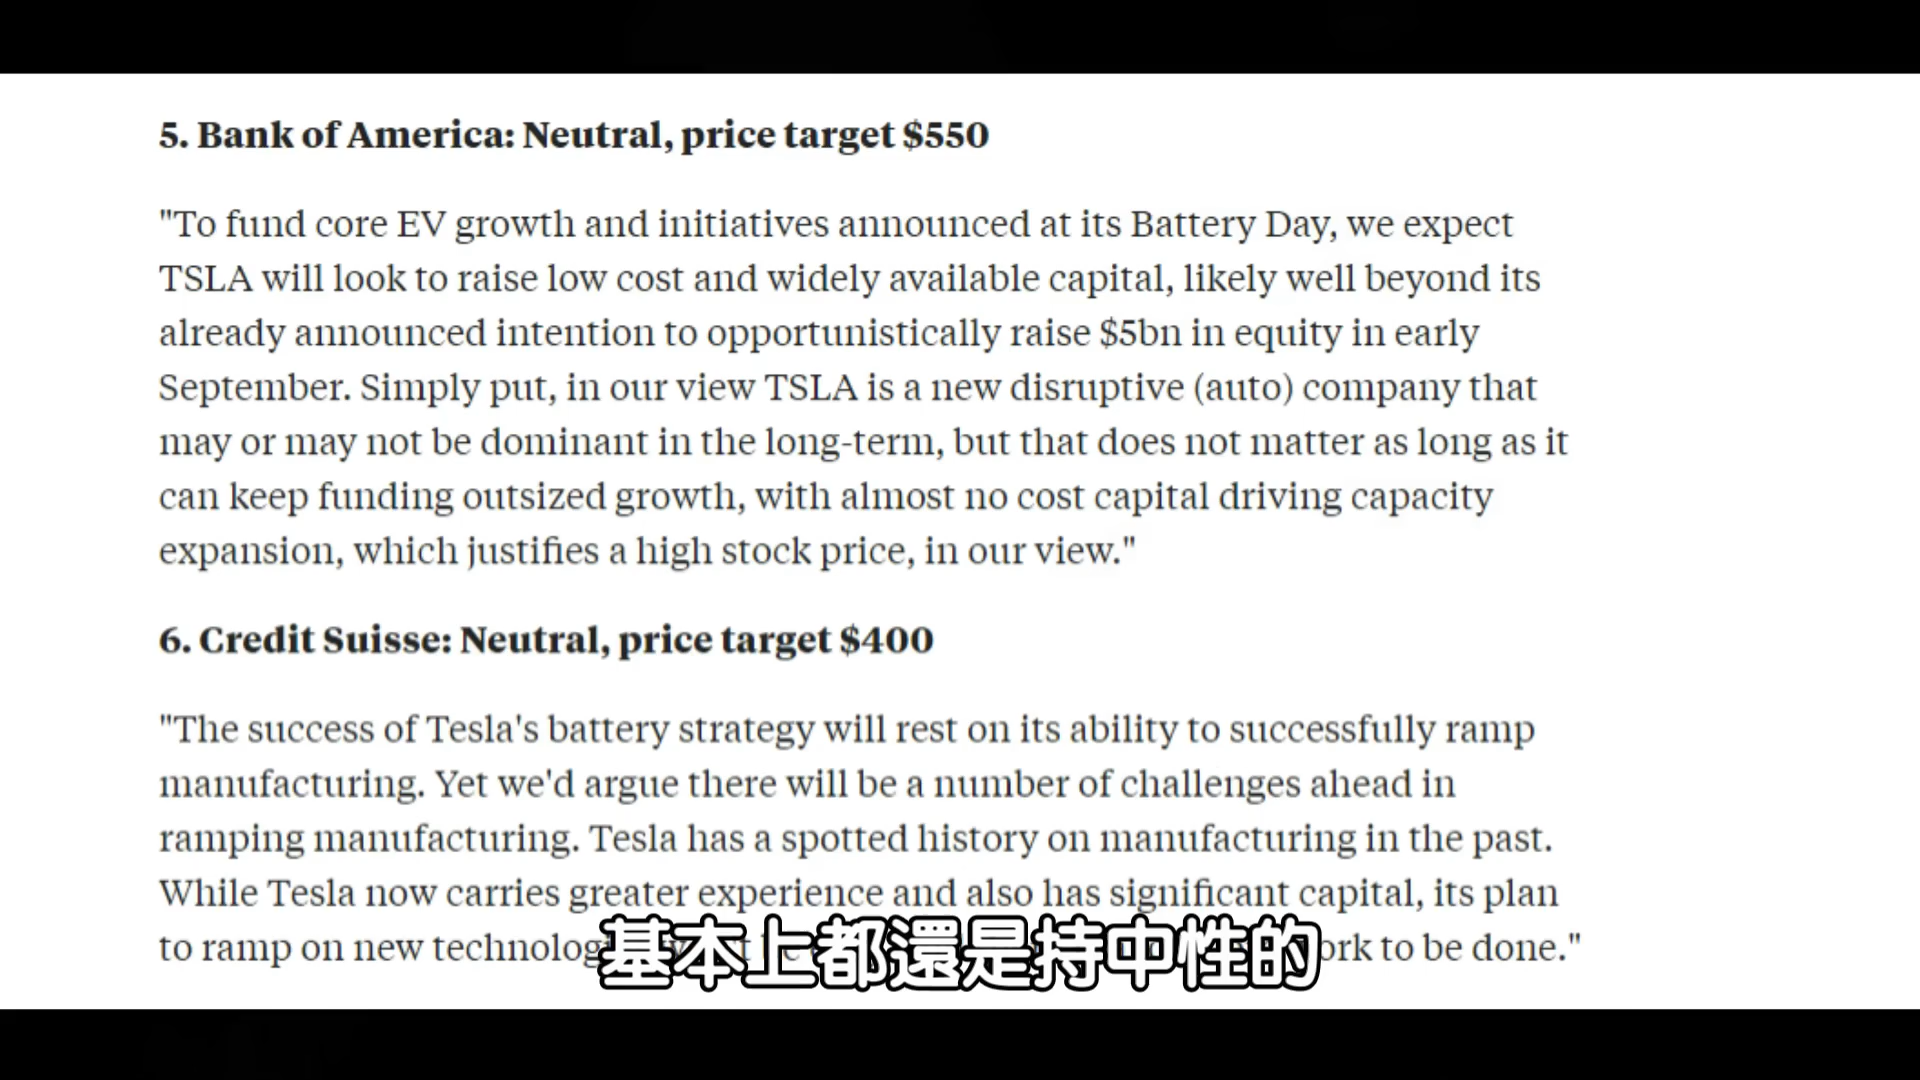 5. Bank of America: Neutral, price target $550
"To fund core EV growth and initiatives announced at its Battery Day, we expect
TSLA will look to raise low cost and widely available capital, likely well beyond its
already announced intention to opportunistically raise $5bn in equity in early
September. Simply put, in our view TSLA is a new disruptive (auto) company that
may or may not be dominant in the long-term, but that does not matter as long as it
can keep funding outsized growth, with almost no cost capital driving capacity
expansion, which justifies a high stock price, in our view."
6. Credit Suisse: Neutral, price target $400
"The success of Tesla's battery strategy will rest on its ability to successfully ramp
manufacturing. Yet we'd argue there will be a number of challenges ahead in
ramping manufacturing. Tesla has a spotted history on manufacturing in the past.
While Tesla now carries greater experience and also has significant capital, its plan
to ramp on new to be done."
基本上都還是持中性的